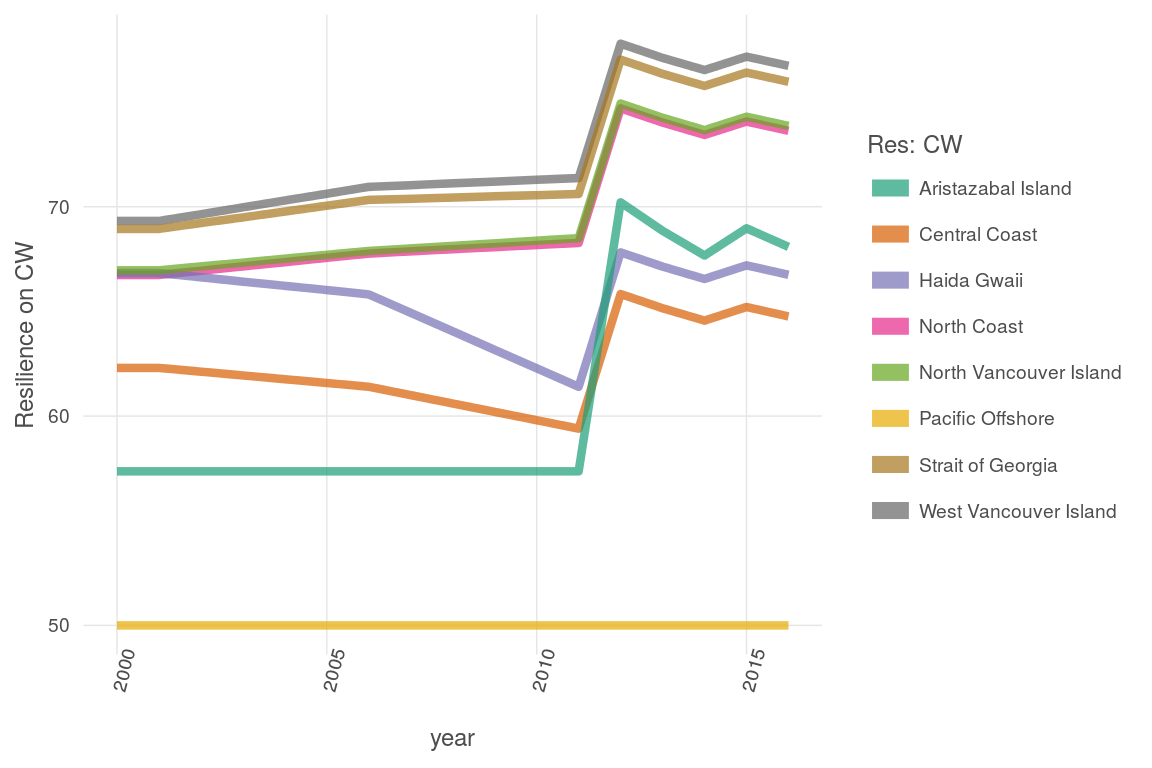 Resilience on CW
70
60
50
2000
2005
2010
2015
year
Res: CW
Aristazabal Island
Central Coast
Haida Gwaii
North Coast
North Vancouver Island
Pacific Offshore
Strait of Georgia
West Vancouver Island